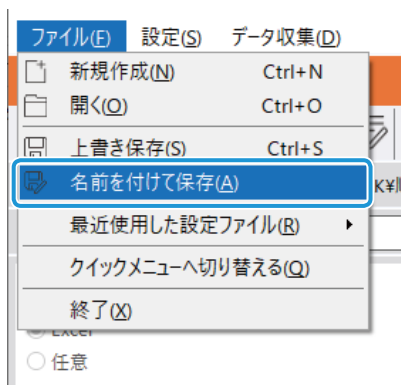 ファイル(F) 設定(S) データ収集(D)
新規作成(N) Ctrl+N
開く(O) Ctrl+O
上書き保存(S) Ctrl+S
名前を付けて保存(A)
K¥
最近使用した設定ファイル(R)
クイックメニューへ切り替える(Q)
終了(X)
Excel
任意